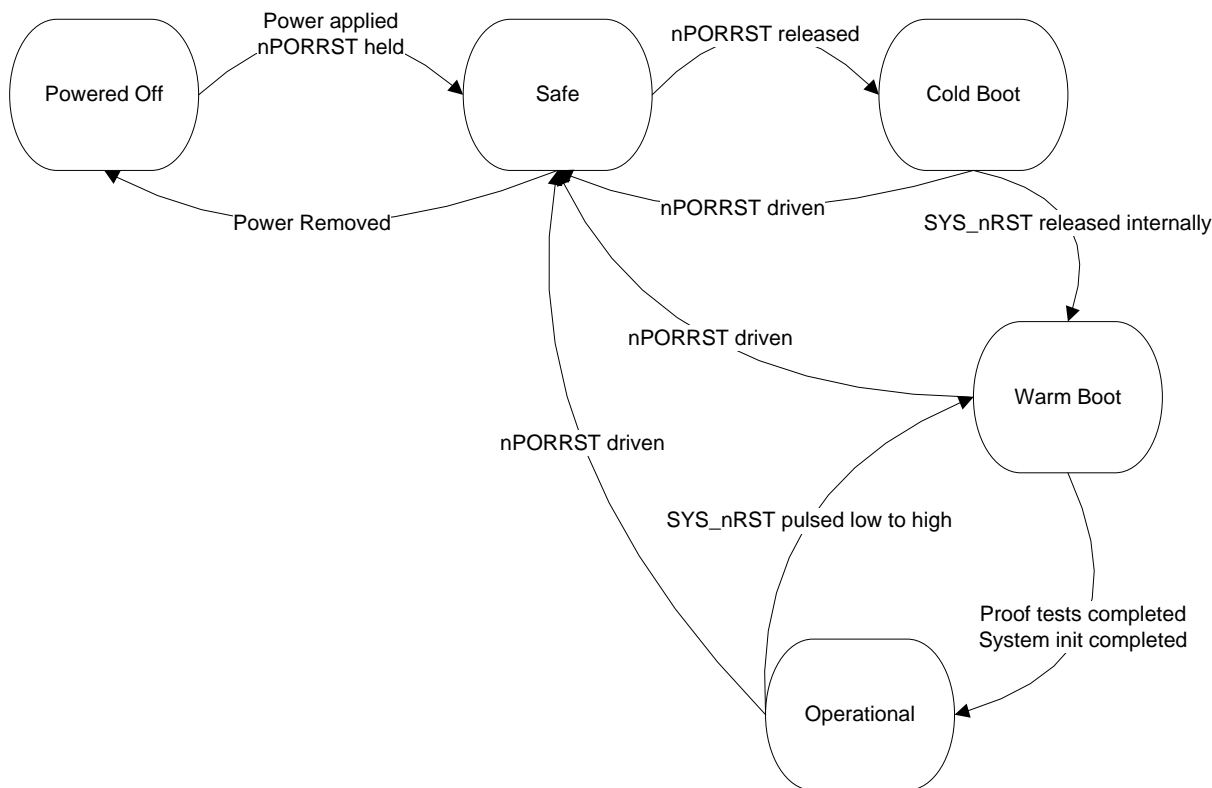 Power applied
nPORRST held
nPORRST released
Powered Off
Safe
Cold Boot
Power Removed
nPORRST driven
SYS_nRST released internally
nPORRST driven
Warm Boot
nPORRST driven
SYS_nRST pulsed low to high
Proof tests completed
System init completed
Operational